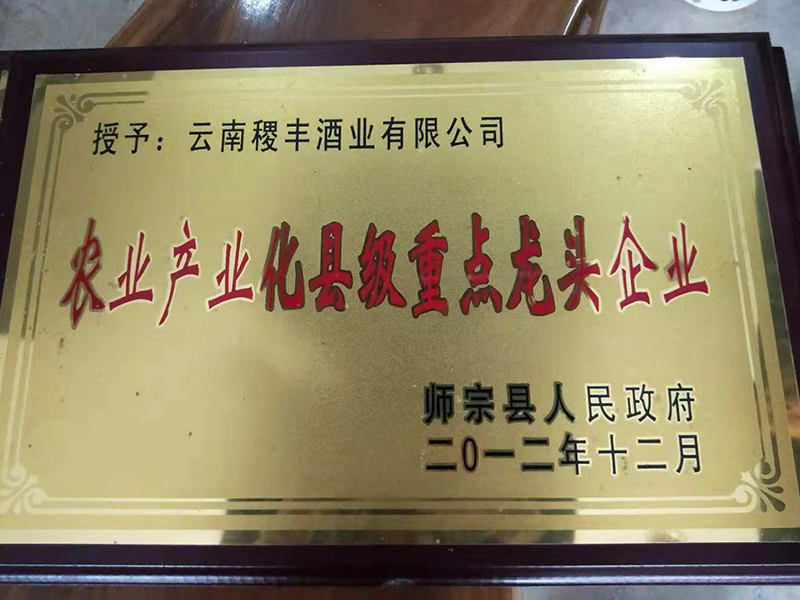 授予：云南稷丰酒业有限公司
农业产业化县级重点龙头企业
师宗县人民政府
二0一二年十二月